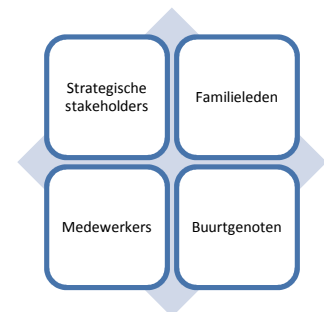 Strategische
stakeholders
Familieleden
Medewerkers
Buurtgenoten